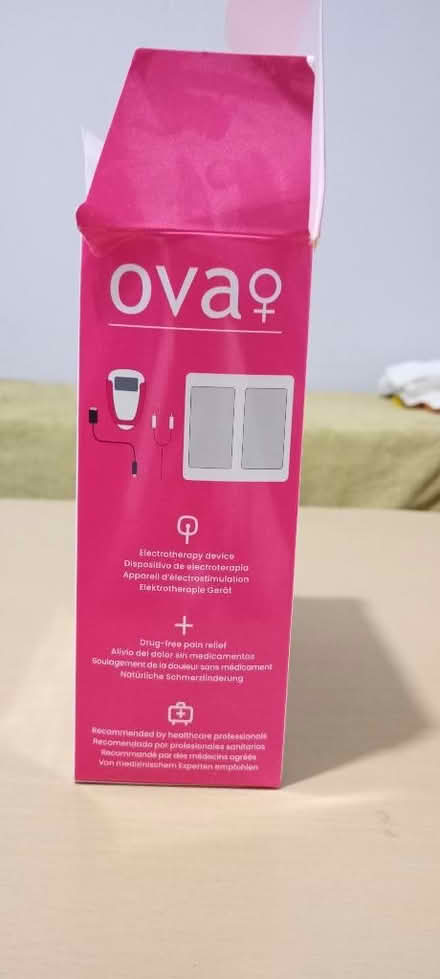 ova♀
Electrotherapy device
Dispositivo de electroterapia
Appareil d'électrostimulation
Elektrotherapie Gerät
Drug-free pain relief
Alivio del dolor sin medicamentos
Soulagement de la douleur sans médicament
Natürliche Schmerzlinderung
Recommended by healthcare professionals
Recomendado por profesionales sanitarios
Recommandé par des médecins agréés
Von medizinischem Experten empfohlen